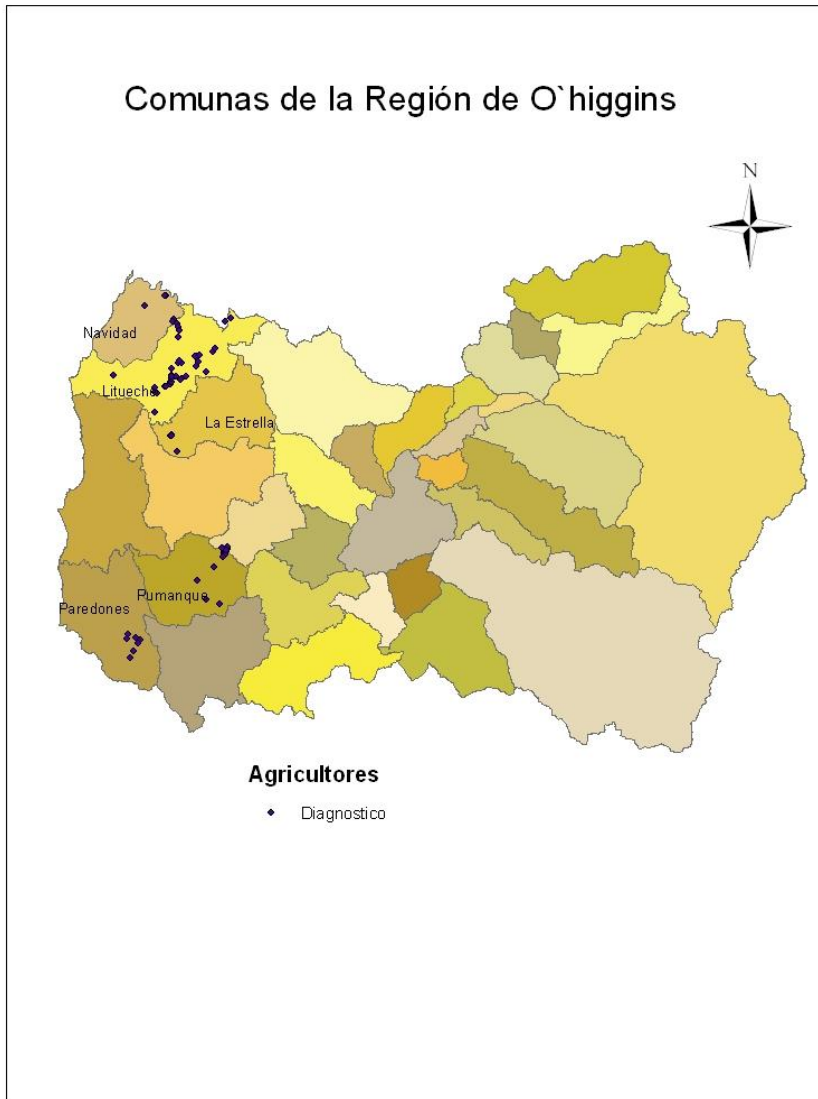 Comunas de la Región de O`higgins
N
Navidad
Litueche
La Estrella
Pumanque
Paredones
Agricultores
Diagnostico